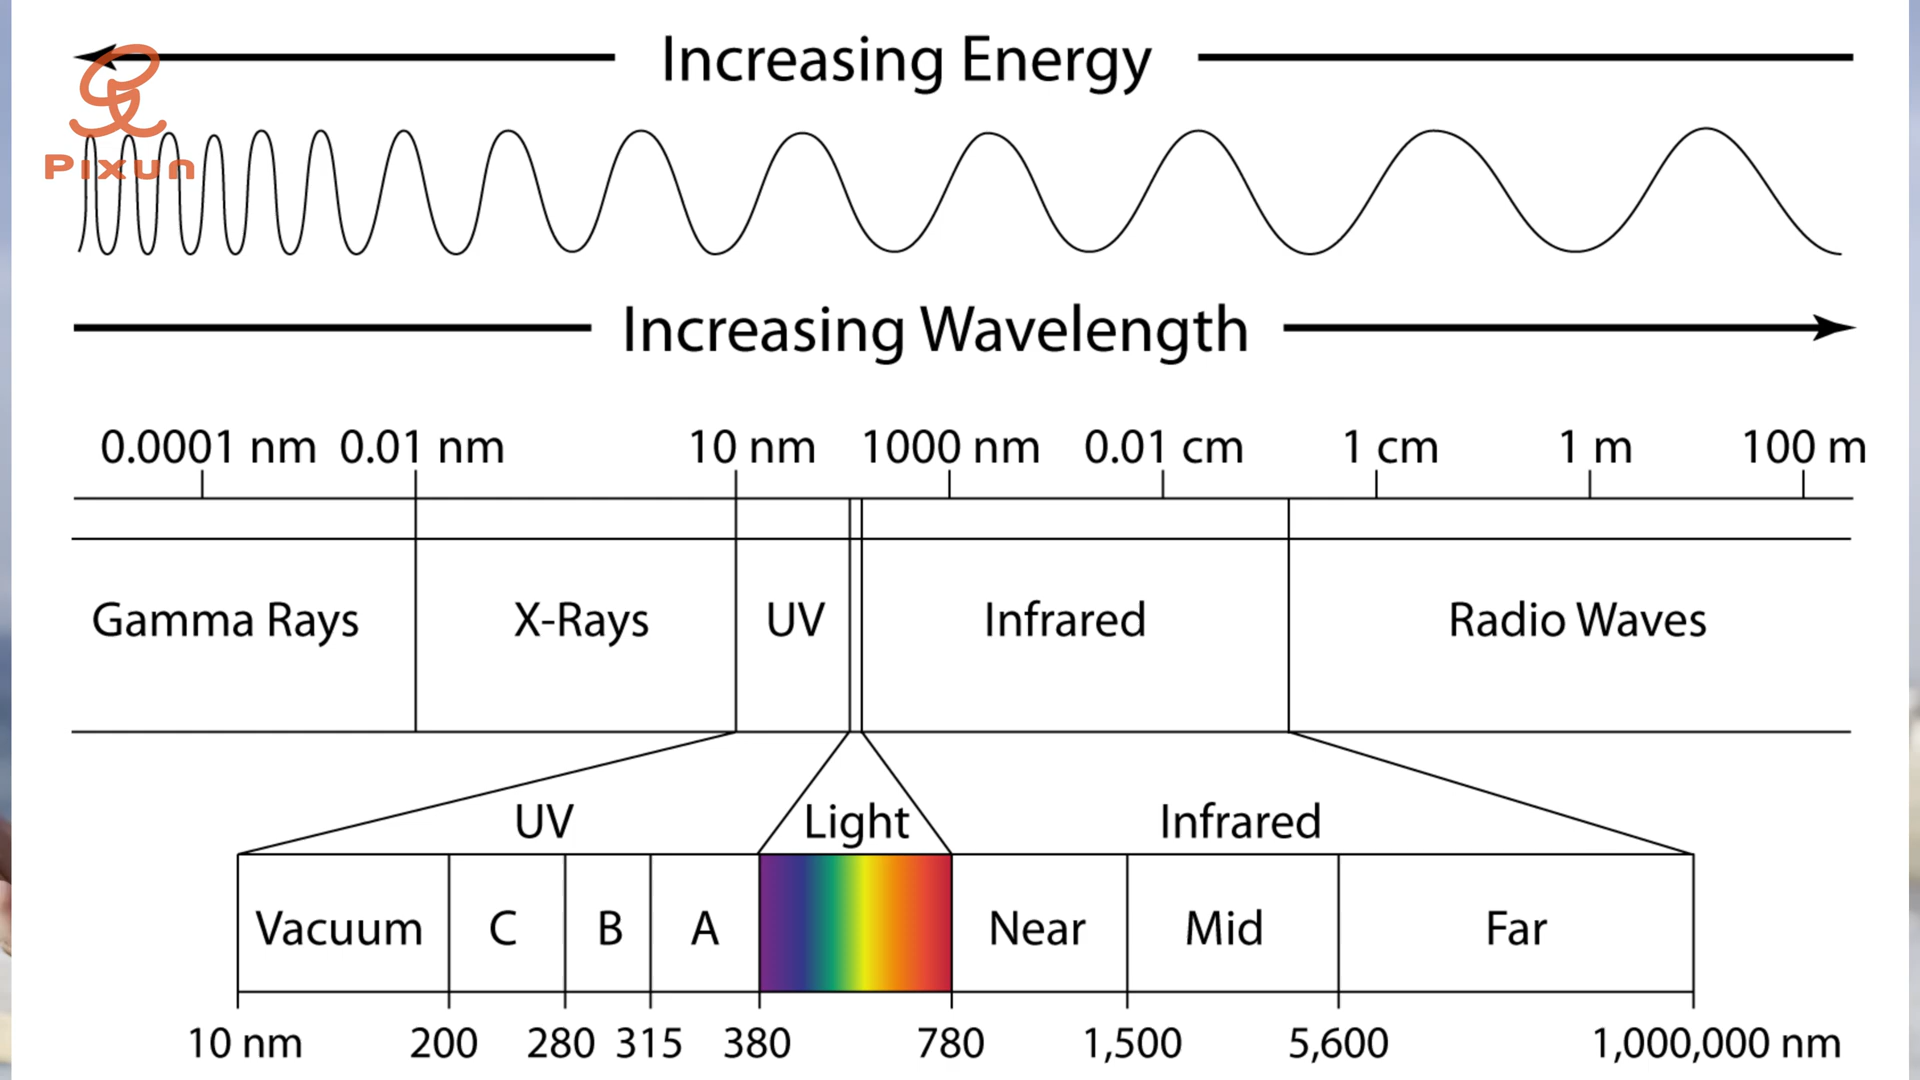 Increasing Energy
Pixun
Increasing Wavelength
0.0001 nm 0.01 nm 10 nm 1000 nm 0.01 cm 1 cm 1 m 100 m
Gamma Rays X-Rays UV Infrared Radio Waves
UV Light Infrared
Vacuum C B A Near Mid Far
10 nm 200 280 315 380 780 1,500 5,600 1,000,000 nm